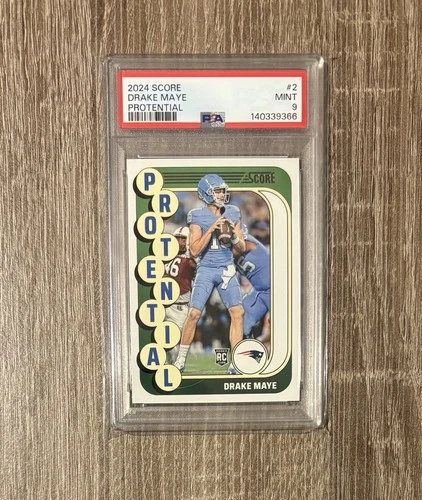 2024 SCORE #2
DRAKE MAYE MINT
PROTENTIAL 9
PSA 140339366
SCORE
PROTENTIAL
RC
DRAKE MAYE